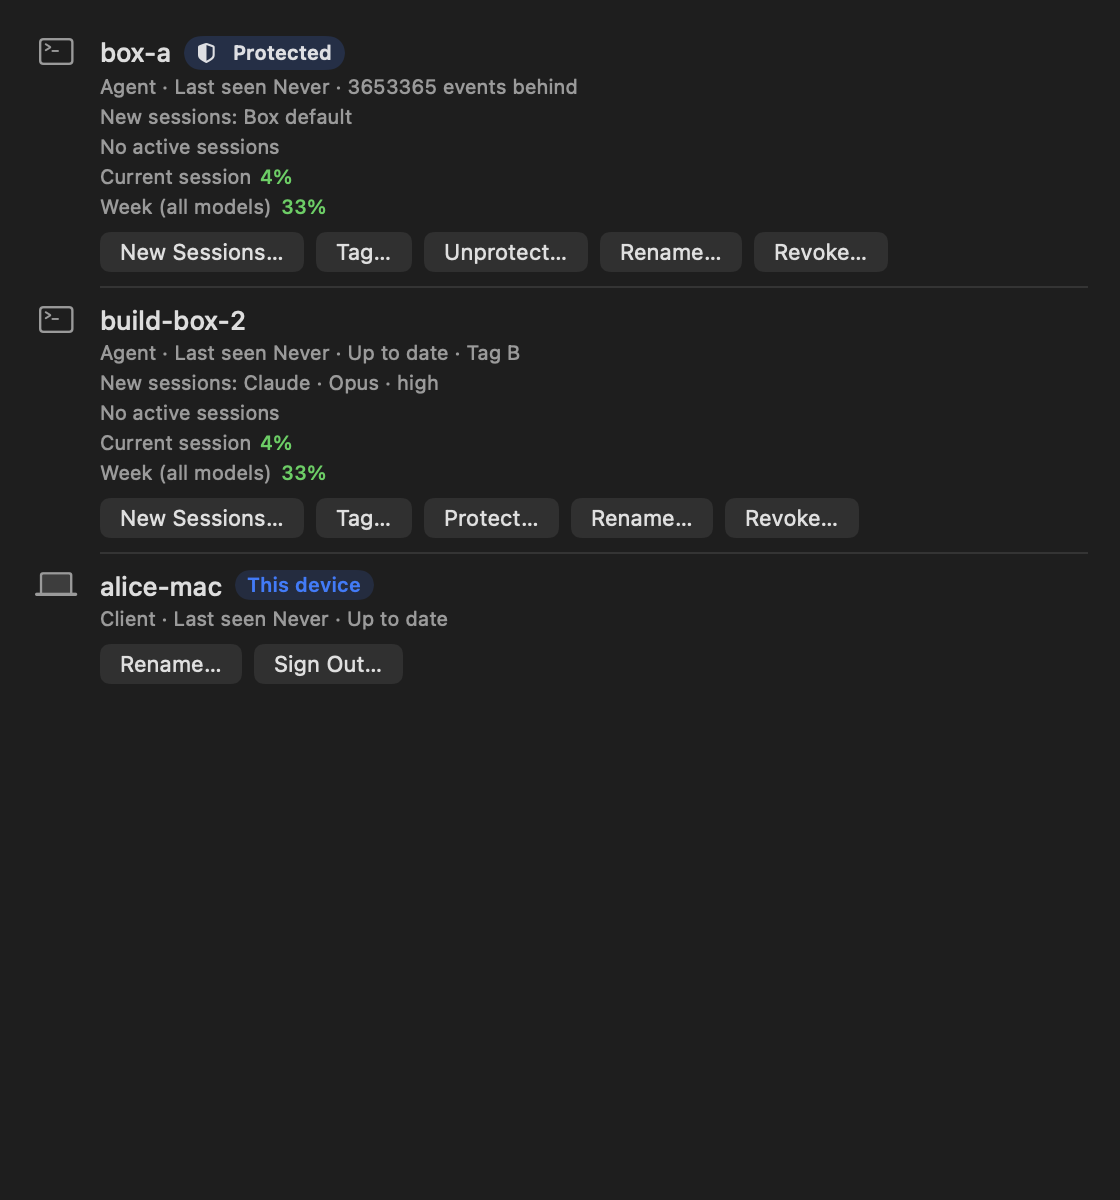 box-a Protected
Agent · Last seen Never · 3653365 events behind
New sessions: Box default
No active sessions
Current session 4%
Week (all models) 33%
New Sessions... Tag... Unprotect... Rename... Revoke...
build-box-2
Agent · Last seen Never · Up to date · Tag B
New sessions: Claude · Opus · high
No active sessions
Current session 4%
Week (all models) 33%
New Sessions... Tag... Protect... Rename... Revoke...
alice-mac This device
Client · Last seen Never · Up to date
Rename... Sign Out...